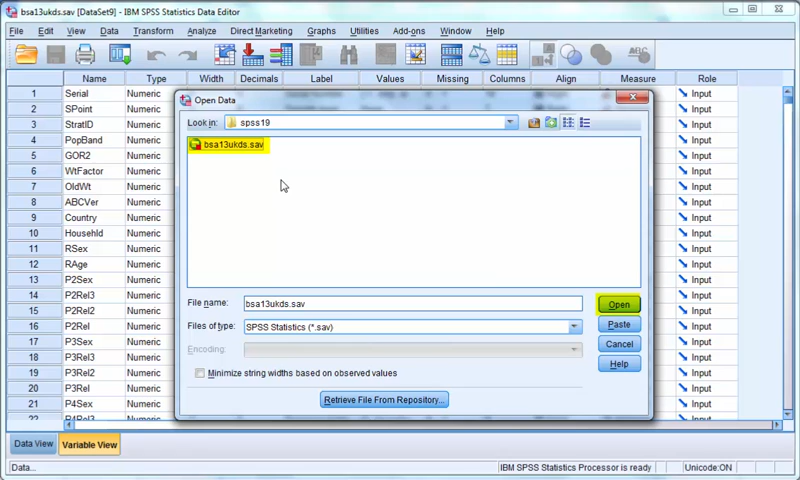 bsa13ukds.sav [DataSet9] - IBM SPSS Statistics Data Editor
File Edit View Data Transform Analyze Direct Marketing Graphs Utilities Add-ons Window Help
Name Type Width Decimals Label Values Missing Columns Align Measure Role
1 Serial Numeric Input
2 SPoint Numeric Input
3 StratID Numeric Input
4 PopBand Numeric Input
5 GOR2 Numeric Input
6 WtFactor Numeric Input
7 OldWt Numeric Input
8 ABCVer Numeric Input
9 Country Numeric Input
10 Househld Numeric Input
11 RSex Numeric Input
12 RAge Numeric Input
13 P2Sex Numeric Input
14 P2Rel3 Numeric Input
15 P2Rel2 Numeric Input
16 P2Rel Numeric Input
17 P3Sex Numeric Input
18 P3Rel3 Numeric Input
19 P3Rel2 Numeric Input
20 P3Rel Numeric Input
21 P4Sex Numeric Input
22 P4Rel3 Numeric Input
Open Data
Look in: spss19
bsa13ukds.sav
File name: bsa13ukds.sav
Open
Files of type: SPSS Statistics (*.sav)
Paste
Encoding:
Cancel
Help
Minimize string widths based on observed values
Retrieve File From Repository...
Data View Variable View
Data... IBM SPSS Statistics Processor is ready Unicode:ON